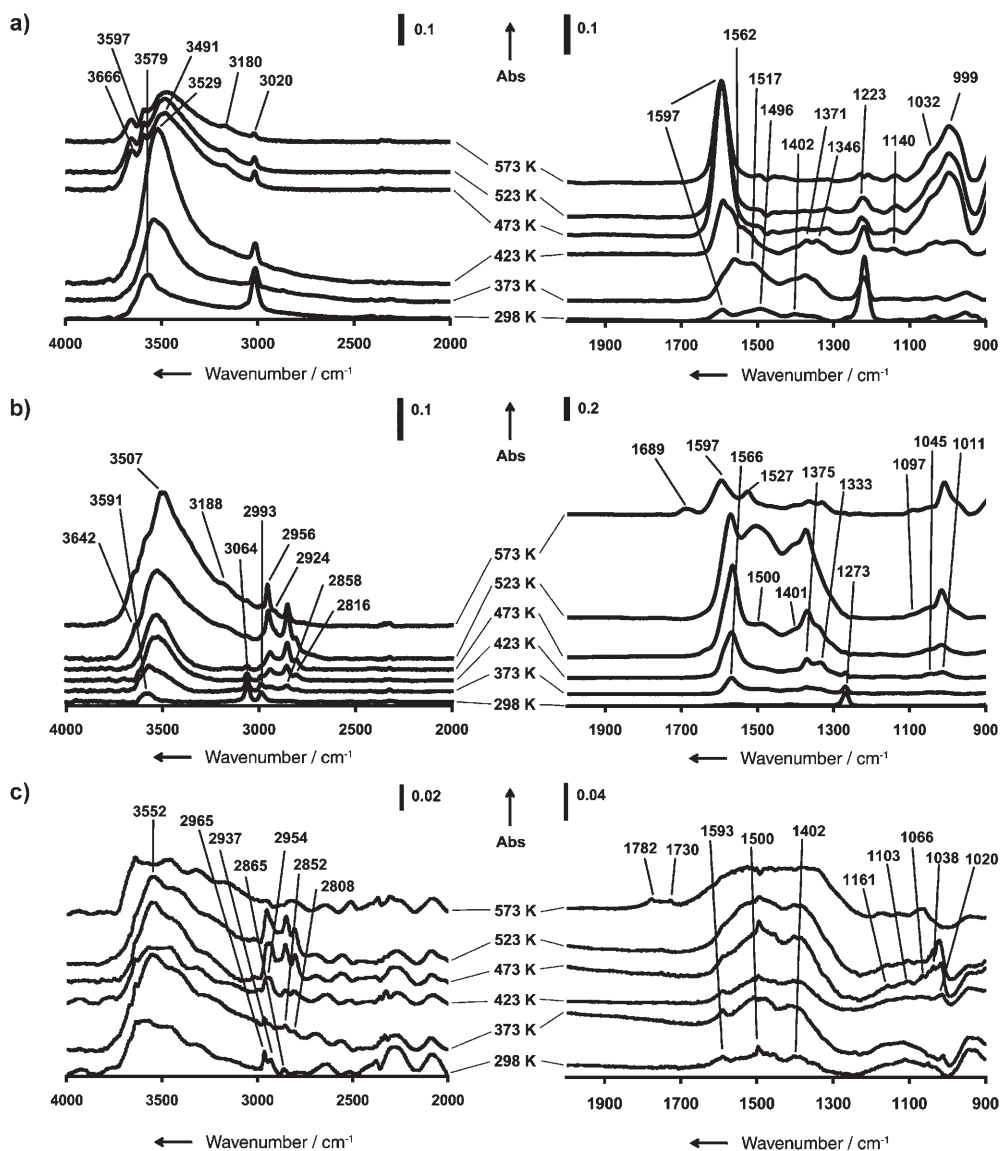 a)
0.1
Abs
0.1
3597
3491
3579
3529
3666
3180
3020
1562
1517
1597
1496
1371
1402
1346
1223
1140
1032
999
573 K
523 K
473 K
423 K
373 K
298 K
4000 3500 3000 2500 2000
1900 1700 1500 1300 1100 900
Wavenumber / cm-1
Wavenumber / cm-1
b)
0.1
Abs
0.2
3507
3591
3642
3188
3064
2993
2956
2924
2858
2816
1689
1597
1566
1527
1375
1333
1500
1401
1273
1097
1045
1011
573 K
523 K
473 K
423 K
373 K
298 K
4000 3500 3000 2500 2000
1900 1700 1500 1300 1100 900
Wavenumber / cm-1
Wavenumber / cm-1
c)
0.02
Abs
0.04
3552
2965
2937
2865
2954
2852
2808
1782
1730
1593
1500
1402
1161
1103
1066
1038
1020
573 K
523 K
473 K
423 K
373 K
298 K
4000 3500 3000 2500 2000
1900 1700 1500 1300 1100 900
Wavenumber / cm-1
Wavenumber / cm-1